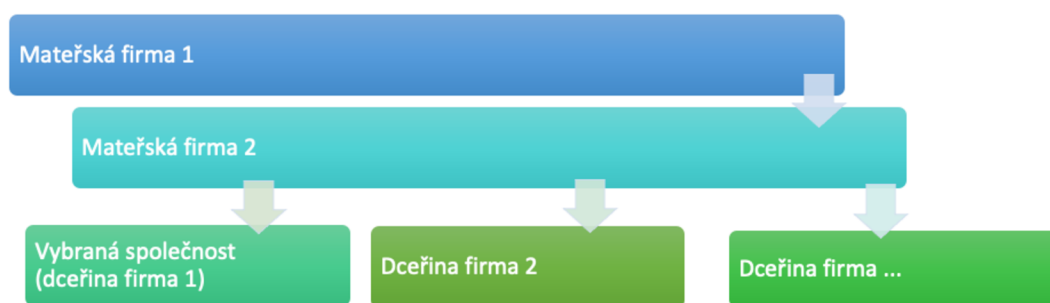 Mateřská firma 1
Mateřská firma 2
Vybraná společnost
(dceřina firma 1)
Dceřina firma 2
Dceřina firma ...